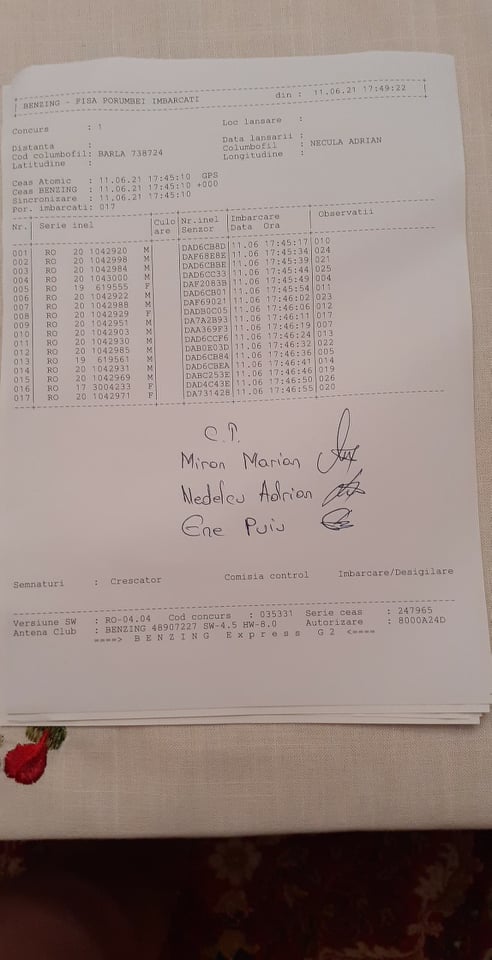 BENZING - FISA PORUMBEI IMBARCATI din : 11.06.21 17:49:22
Concurs : 1 Loc lansare :
Distanta : Data lansarii :
Cod columbofil: BARLA 738724 Columbofil : NECULA ADRIAN
Latitudine : Longitudine :
Ceas Atomic : 11.06.21 17:45:10 GPS
Ceas BENZING : 11.06.21 17:45:10 +000
Sincronizare : 11.06.21 17:45:10
Por. imbarcati: 017
Nr. Serie inel Culo Nr.inel Imbarcare Observatii
are Senzor Data Ora
001 RO 20 1042920 M DAD6CB8D 11.06 17:45:17 010
002 RO 20 1042998 M DAF68E8E 11.06 17:45:34 024
003 RO 20 1042984 M DAD6CBBE 11.06 17:45:39 021
004 RO 20 1043000 M DAD6CC33 11.06 17:45:44 025
005 RO 19 619555 F DAF2083B 11.06 17:45:49 004
006 RO 20 1042922 M DAD6CB01 11.06 17:45:54 011
007 RO 20 1042988 M DAF69021 11.06 17:46:02 023
008 RO 20 1042929 F DADB0C05 11.06 17:46:06 012
009 RO 20 1042951 M DA7A2B93 11.06 17:46:11 017
010 RO 20 1042903 M DAA369F3 11.06 17:46:19 007
011 RO 20 1042930 M DAD6CCF6 11.06 17:46:24 013
012 RO 20 1042985 M DAB0E03D 11.06 17:46:32 022
013 RO 19 619561 M DAD6CB84 11.06 17:46:36 005
014 RO 20 1042931 M DAD6CBEA 11.06 17:46:41 014
015 RO 20 1042969 M DABC253E 11.06 17:46:46 019
016 RO 17 3004233 F DAD4C43E 11.06 17:46:50 026
017 RO 20 1042971 F DA731428 11.06 17:46:55 020
C.P.
Miron Marian
Nedelcu Adrian
Ene Puiu
Semnaturi : Crescator Comisia control Imbarcare/Desigilare
Versiune SW : RO-04.04 Cod concurs : 035331 Serie ceas : 247965
Antena Club : BENZING 48907227 SW-4.5 HW-8.0 Autorizare : 8000A24D
====> B E N Z I N G E x p r e s s G 2 <====